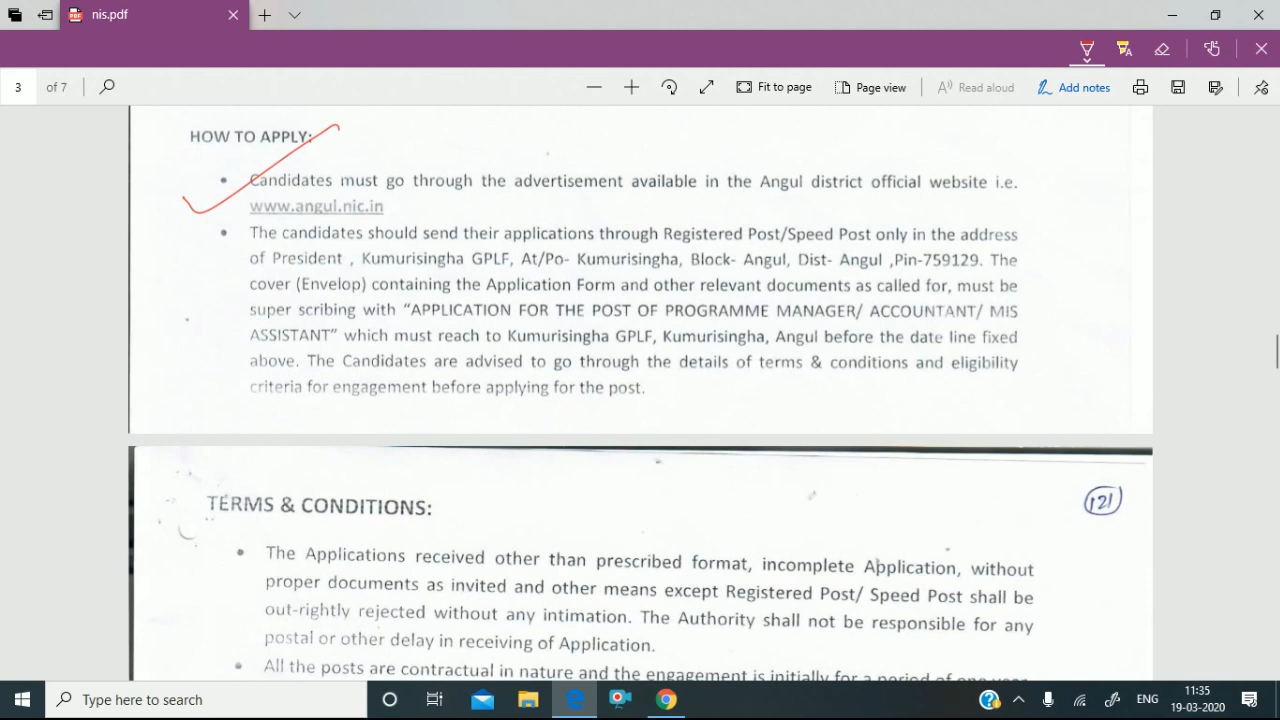 nis.pdf
3 of 7
Fit to page
Page view
Read aloud
Add notes
HOW TO APPLY:
• Candidates must go through the advertisement available in the Angul district official website i.e.
www.angul.nic.in
• The candidates should send their applications through Registered Post/Speed Post only in the address
of President , Kumurisingha GPLF, At/Po- Kumurisingha, Block- Angul, Dist- Angul ,Pin-759129. The
cover (Envelop) containing the Application Form and other relevant documents as called for, must be
super scribing with “APPLICATION FOR THE POST OF PROGRAMME MANAGER/ ACCOUNTANT/ MIS
ASSISTANT” which must reach to Kumurisingha GPLF, Kumurisingha, Angul before the date line fixed
above. The Candidates are advised to go through the details of terms & conditions and eligibility
criteria for engagement before applying for the post.
121
TERMS & CONDITIONS:
• The Applications received other than prescribed format, incomplete Application, without
proper documents as invited and other means except Registered Post/ Speed Post shall be
out-rightly rejected without any intimation. The Authority shall not be responsible for any
postal or other delay in receiving of Application.
• All the posts are contractual in nature and the engagement is initially for a period of one year
Type here to search
ENG
11:35
19-03-2020